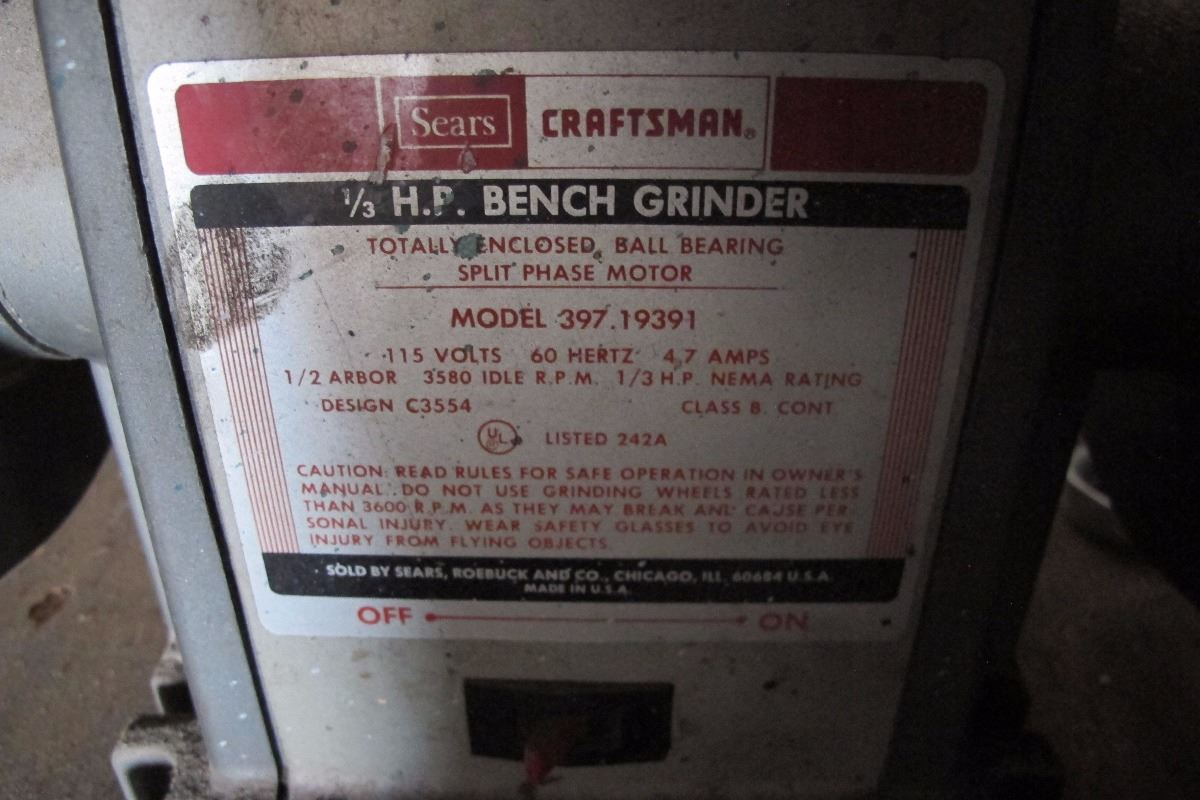 Sears CRAFTSMAN®
1/3 H.P. BENCH GRINDER
TOTALLY ENCLOSED, BALL BEARING
SPLIT PHASE MOTOR
MODEL 397.19391
115 VOLTS 60 HERTZ 4.7 AMPS
1/2 ARBOR 3580 IDLE R.P.M. 1/3 H.P. NEMA RATING
DESIGN C3554 CLASS B. CONT.
UL LISTED 242A
CAUTION: READ RULES FOR SAFE OPERATION IN OWNER'S
MANUAL. DO NOT USE GRINDING WHEELS RATED LESS
THAN 3600 R.P.M. AS THEY MAY BREAK AND CAUSE PER-
SONAL INJURY. WEAR SAFETY GLASSES TO AVOID EYE
INJURY FROM FLYING OBJECTS.
SOLD BY SEARS, ROEBUCK AND CO., CHICAGO, ILL. 60684 U.S.A.
MADE IN U.S.A.
OFF ON